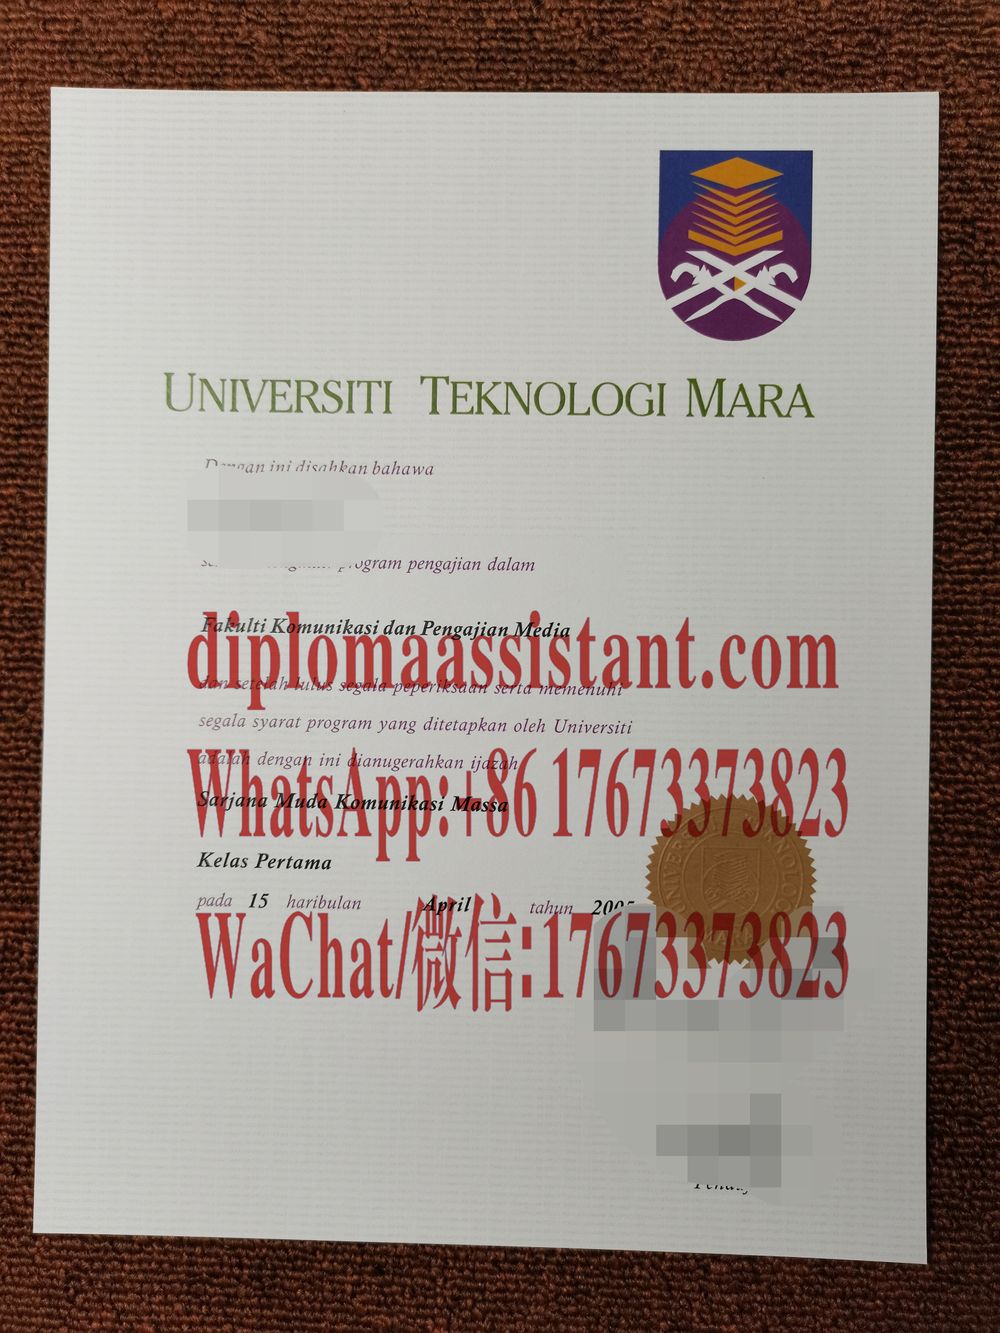 UNIVERSITI TEKNOLOGI MARA
Dengan ini disahkan bahawa
program pengajian dalam
Fakulti Komunikasi dan Pengajian Media
diplomaassistant.com
dan setelah lulus segala peperiksaan serta memenuhi
segala syarat program yang ditetapkan oleh Universiti
adalah dengan ini dianugerahkan ijazah
WhatsApp:+86 17673373823
Sarjana Muda Komunikasi Massa
Kelas Pertama
pada 15 haribulan April tahun 2005
WaChat/微信:17673373823